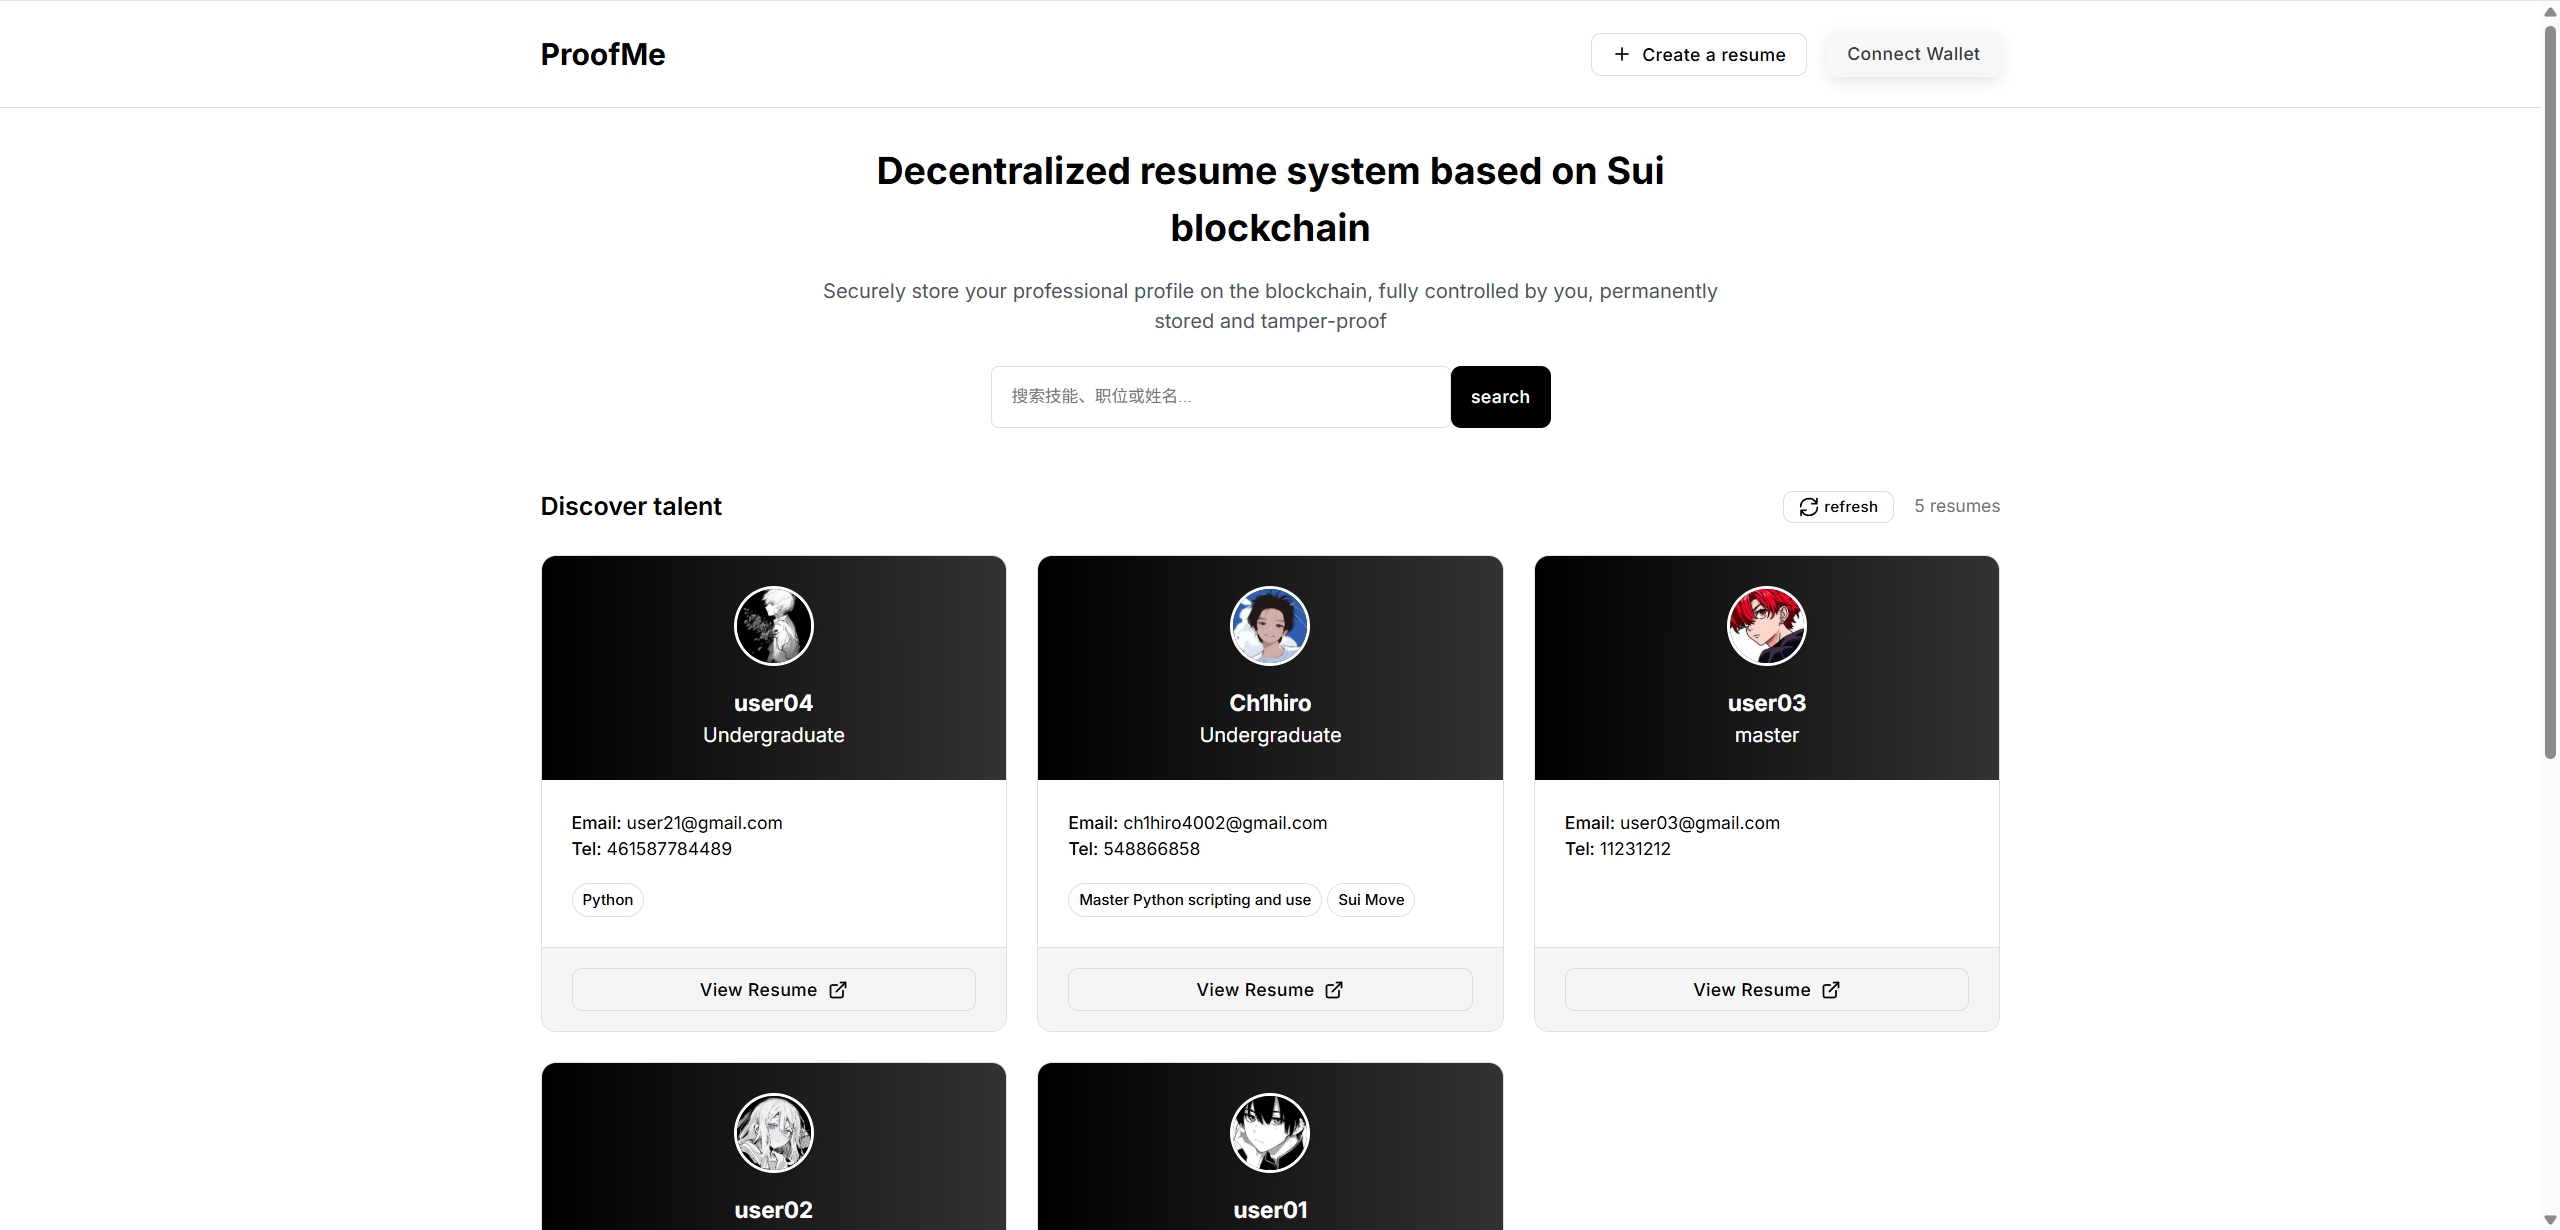 ProofMe
+ Create a resume
Connect Wallet
Decentralized resume system based on Sui
blockchain
Securely store your professional profile on the blockchain, fully controlled by you, permanently
stored and tamper-proof
搜索技能、职位或姓名...
search
Discover talent
refresh
5 resumes
user04
Undergraduate
Email: user21@gmail.com
Tel: 461587784489
Python
View Resume
Ch1hiro
Undergraduate
Email: ch1hiro4002@gmail.com
Tel: 548866858
Master Python scripting and use
Sui Move
View Resume
user03
master
Email: user03@gmail.com
Tel: 11231212
View Resume
user02
user01